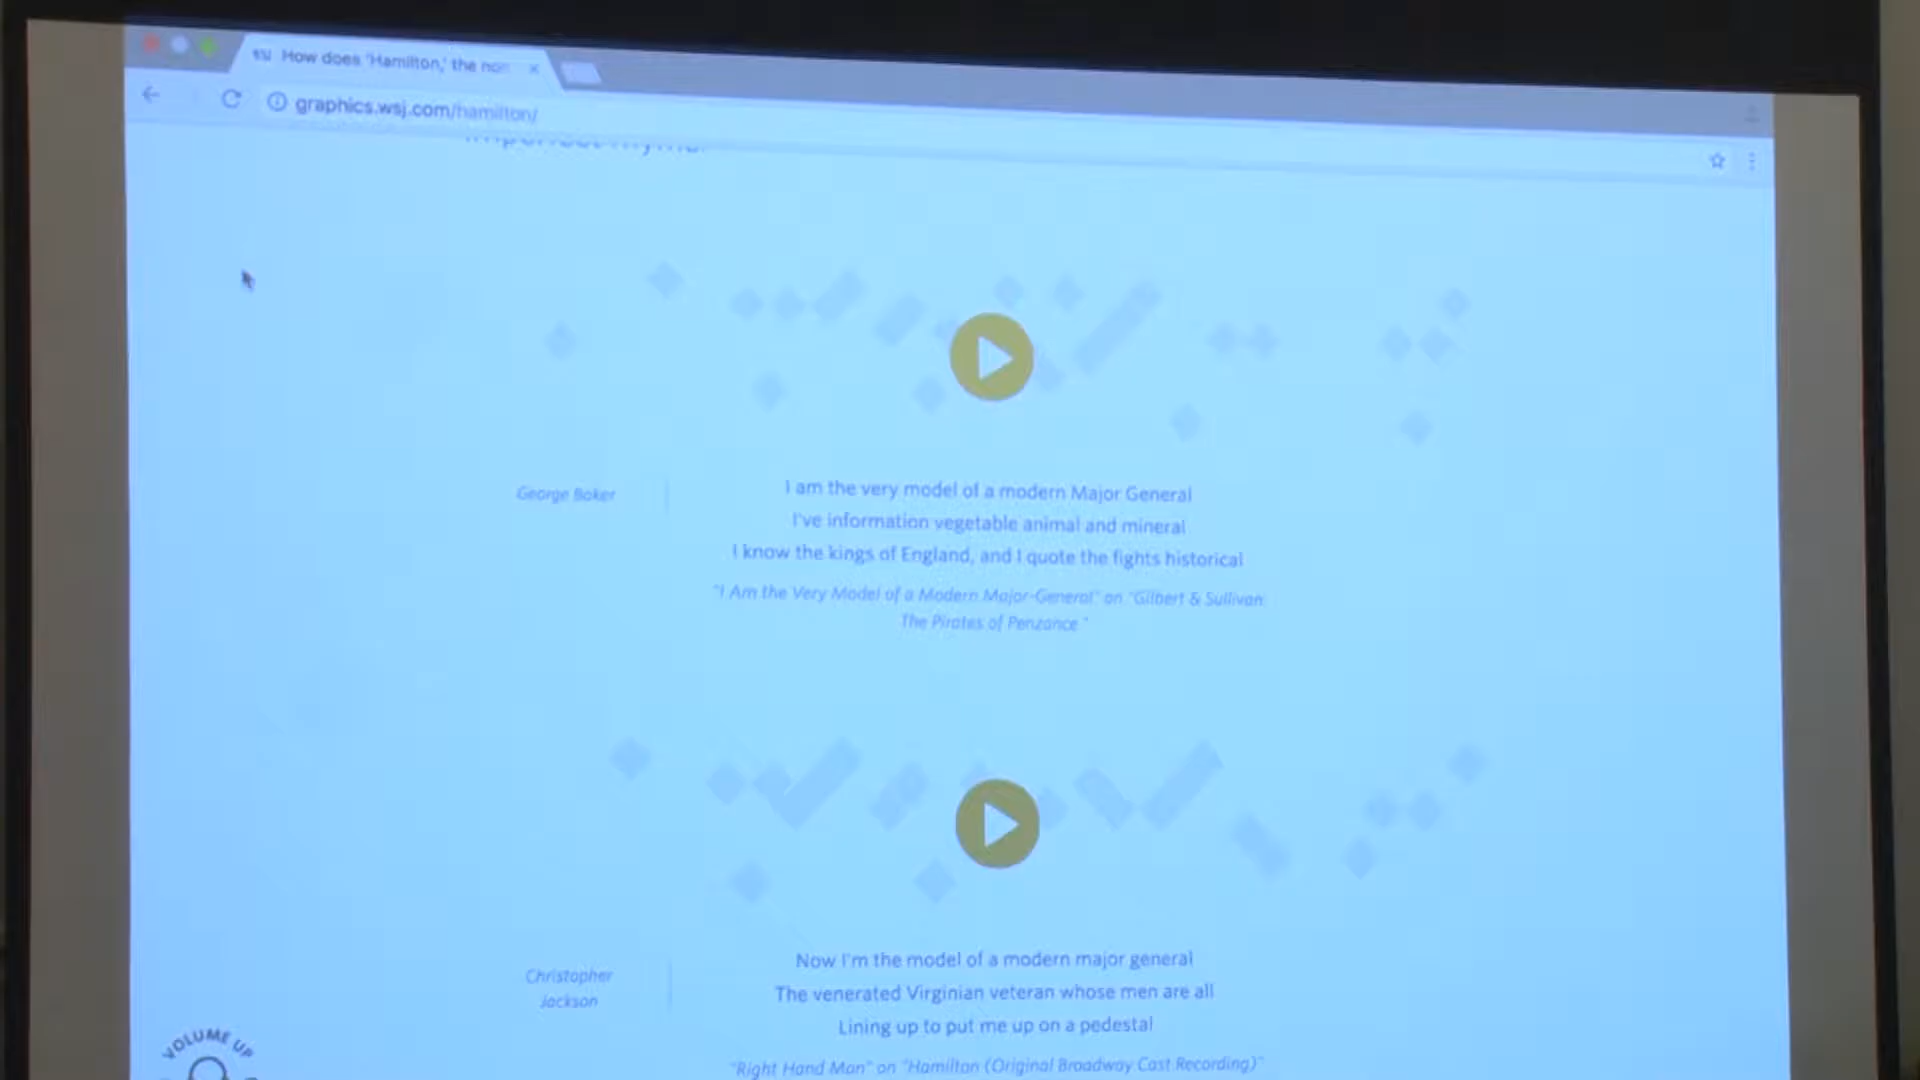 How does 'Hamilton,' the
graphics.wsj.com/hamilton/
George Baker
I am the very model of a modern Major General
I've information vegetable animal and mineral
I know the kings of England, and I quote the fights historical
"I Am the Very Model of a Modern Major-General" on "Gilbert & Sullivan:
The Pirates of Penzance "
Christopher
Jackson
Now I'm the model of a modern major general
The venerated Virginian veteran whose men are all
Lining up to put me up on a pedestal
"Right Hand Man" on "Hamilton (Original Broadway Cast Recording)"
VOLUME UP